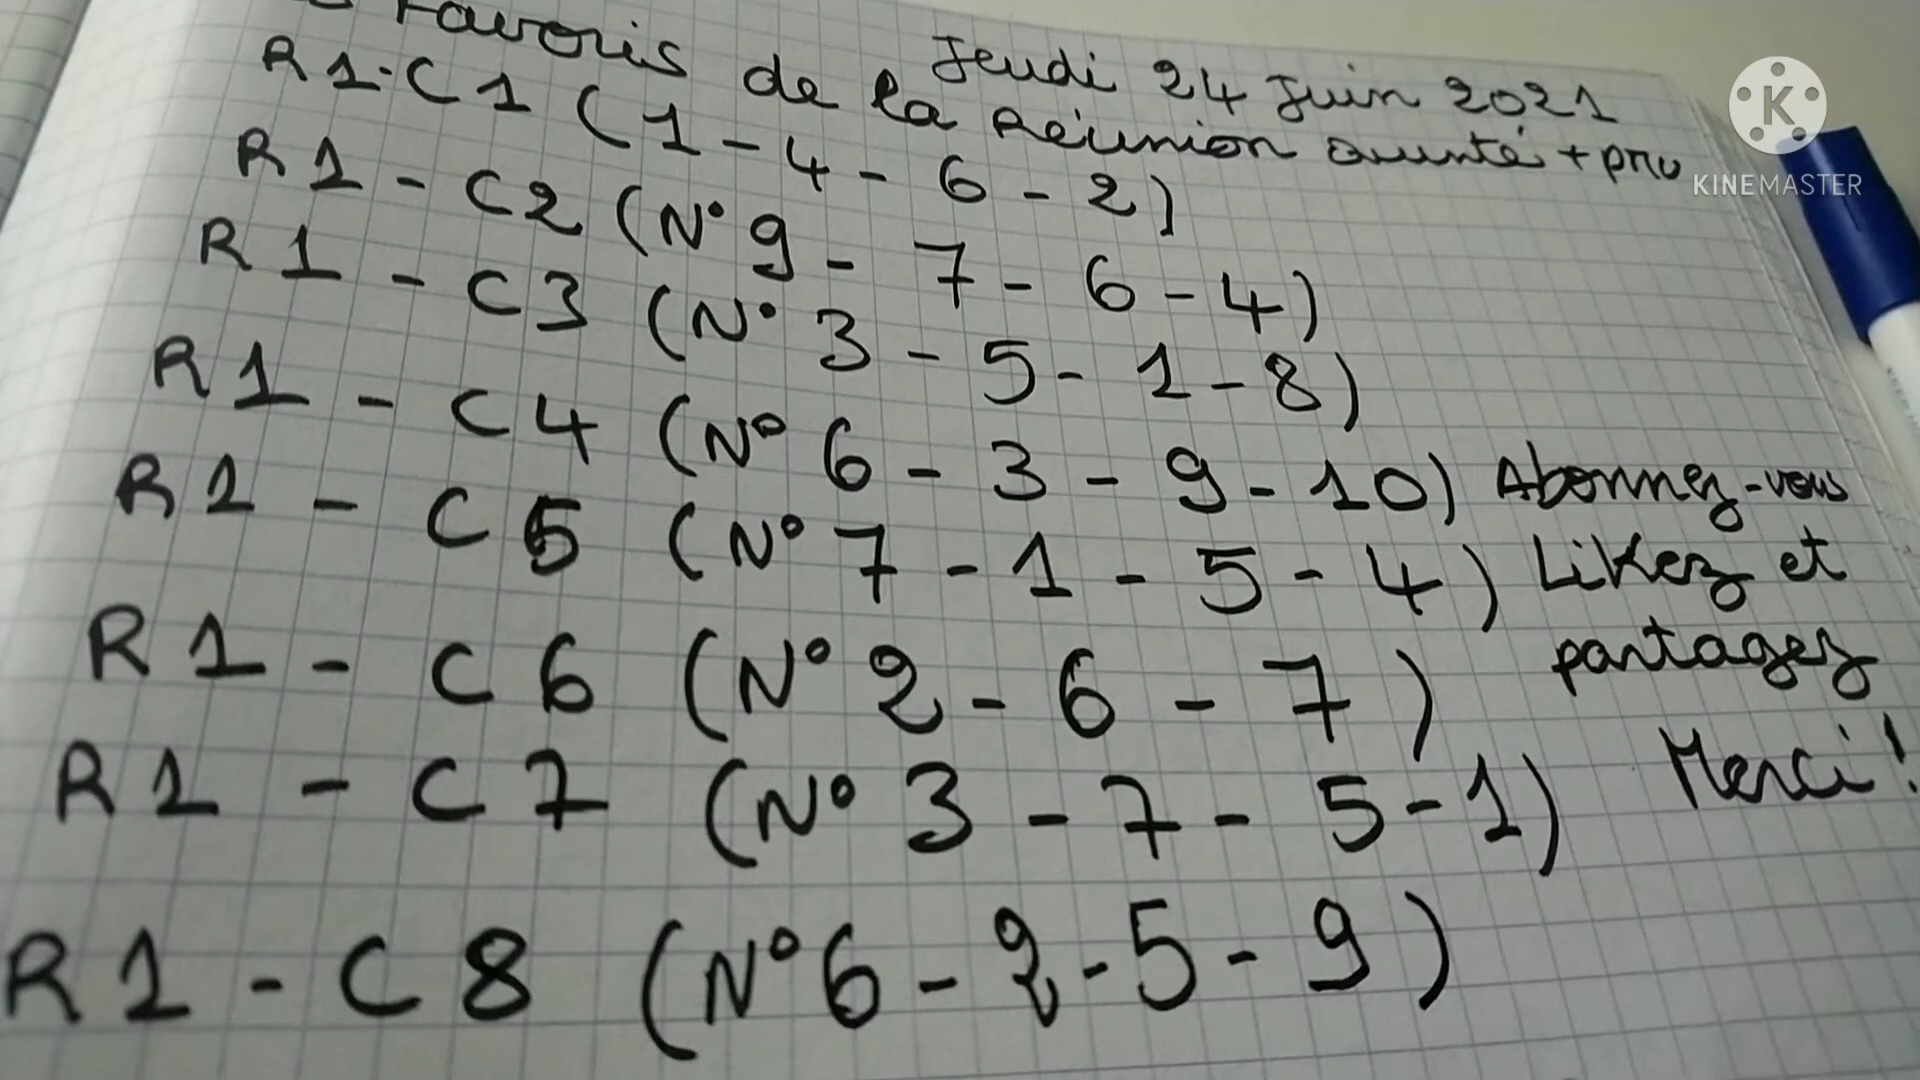 Jeudi 24 Juin 2021
Favoris de la Réunion + pro
R1-C1 (1-4-6-2)
R1-C2 (N°9-7-6-4)
R1-C3 (N°3-5-1-8)
R1-C4 (N°6-3-9-10)
R1-C5 (N°7-1-5-4)
R1-C6 (N°2-6-7)
R1-C7 (N°3-7-5-1)
R1-C8 (N°6-2-5-9)
Abonnez-vous
Likez et
partagez
Merci!
K
KINEMASTER